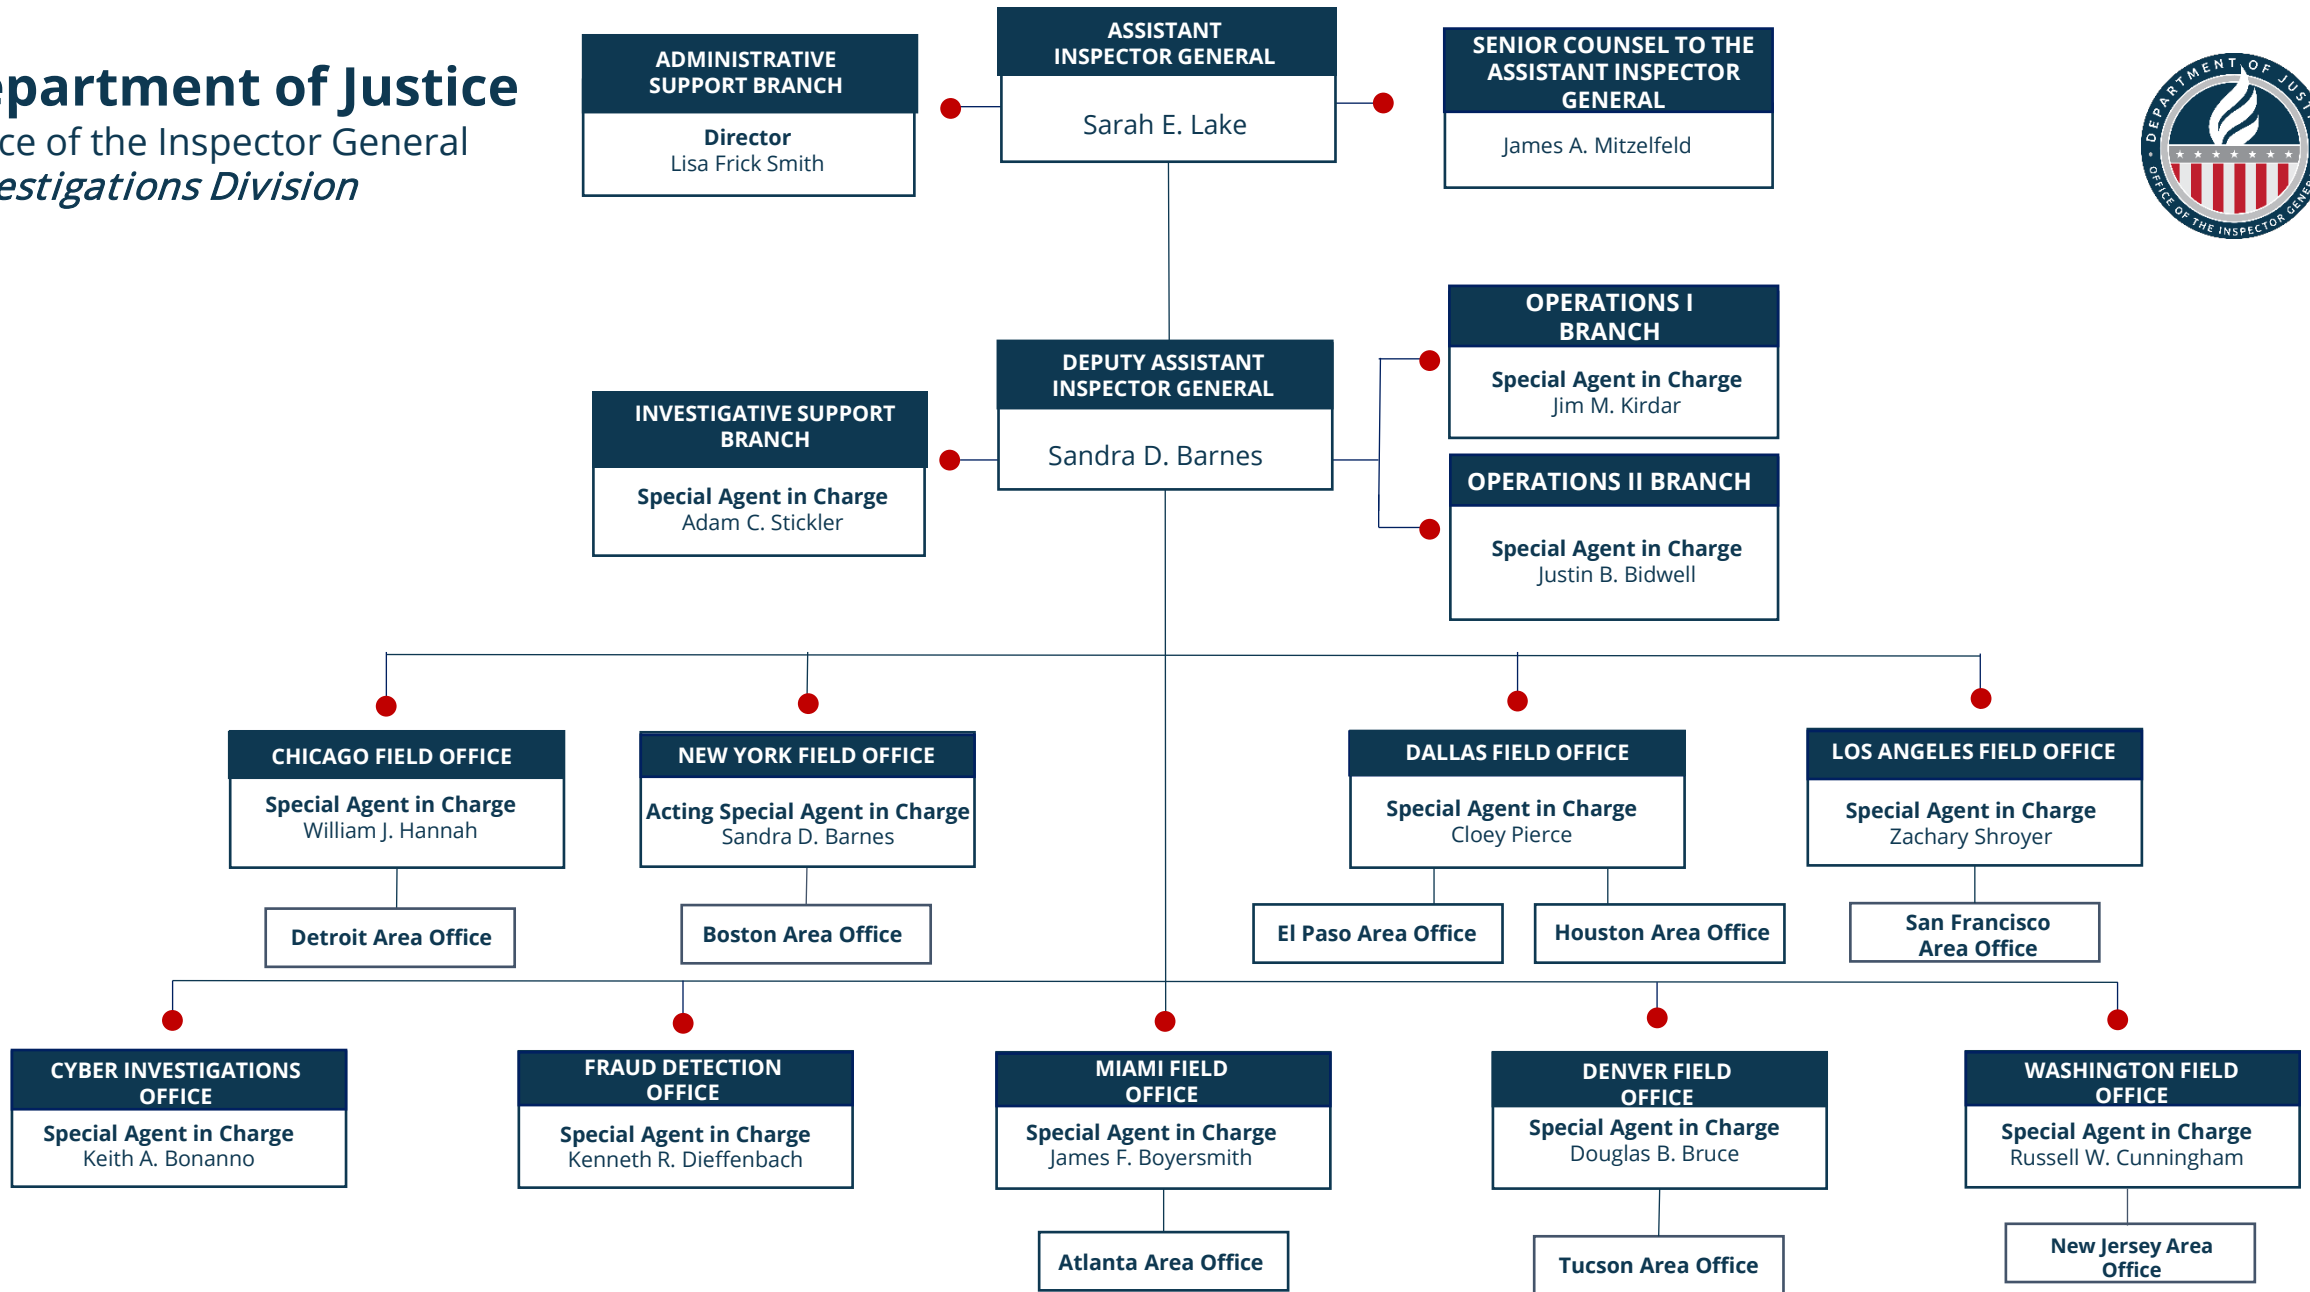 epartment of Justice
ce of the Inspector General
estigations Division
ADMINISTRATIVE
SUPPORT BRANCH
Director
Lisa Frick Smith
ASSISTANT
INSPECTOR GENERAL
Sarah E. Lake
SENIOR COUNSEL TO THE
ASSISTANT INSPECTOR
GENERAL
James A. Mitzelfeld
DEPARTMENT OF JUST
OFFICE OF THE INSPECTOR GENER
OPERATIONS I
BRANCH
Special Agent in Charge
Jim M. Kirdar
DEPUTY ASSISTANT
INSPECTOR GENERAL
Sandra D. Barnes
INVESTIGATIVE SUPPORT
BRANCH
Special Agent in Charge
Adam C. Stickler
OPERATIONS II BRANCH
Special Agent in Charge
Justin B. Bidwell
CHICAGO FIELD OFFICE
Special Agent in Charge
William J. Hannah
Detroit Area Office
NEW YORK FIELD OFFICE
Acting Special Agent in Charge
Sandra D. Barnes
Boston Area Office
DALLAS FIELD OFFICE
Special Agent in Charge
Cloey Pierce
El Paso Area Office
Houston Area Office
LOS ANGELES FIELD OFFICE
Special Agent in Charge
Zachary Shroyer
San Francisco
Area Office
CYBER INVESTIGATIONS
OFFICE
Special Agent in Charge
Keith A. Bonanno
FRAUD DETECTION
OFFICE
Special Agent in Charge
Kenneth R. Dieffenbach
MIAMI FIELD
OFFICE
Special Agent in Charge
James F. Boyersmith
Atlanta Area Office
DENVER FIELD
OFFICE
Special Agent in Charge
Douglas B. Bruce
Tucson Area Office
WASHINGTON FIELD
OFFICE
Special Agent in Charge
Russell W. Cunningham
New Jersey Area
Office